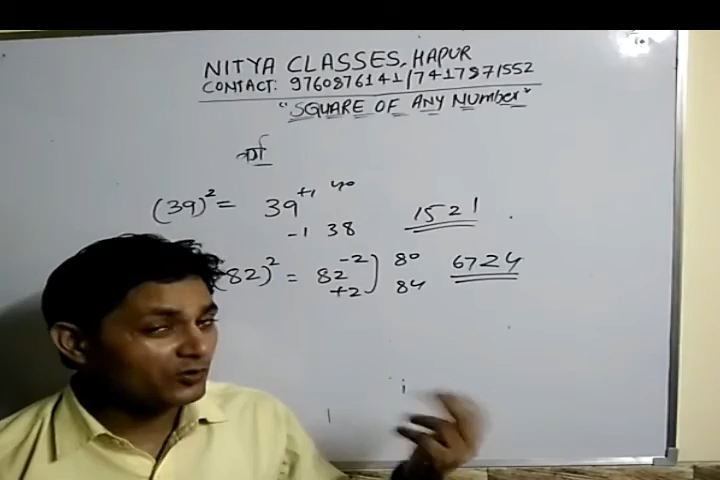 NITYA CLASSES, HAPUR
CONTACT: 9760876141/7417871552
"SQUARE OF ANY NUMBER"
वर्ग
(39)² = 39 +1 40
-1 38 1521
(82)² = 82 -2 ) 80 6724
+2 84